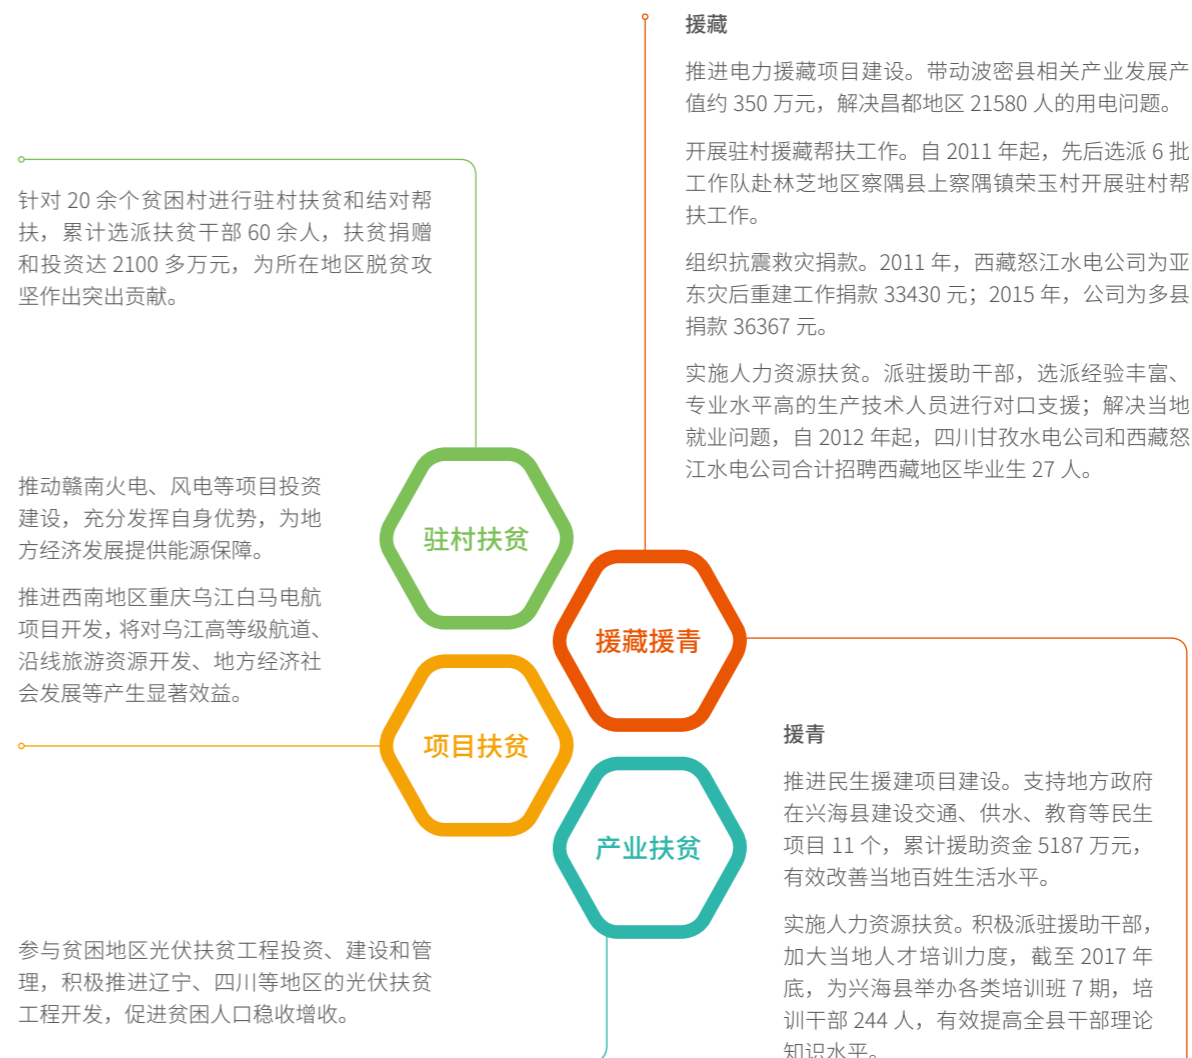 援藏
推进电力援藏项目建设。带动波密县相关产业发展产
值约 350 万元，解决昌都地区 21580 人的用电问题。
开展驻村援藏帮扶工作。自 2011 年起，先后选派 6 批
工作队赴林芝地区察隅县上察隅镇荣玉村开展驻村帮
扶工作。
组织抗震救灾捐款。2011 年，西藏怒江水电公司为亚
东灾后重建工作捐款 33430 元；2015 年，公司为多县
捐款 36367 元。
实施人力资源扶贫。派驻援助干部，选派经验丰富、
专业水平高的生产技术人员进行对口支援；解决当地
就业问题，自 2012 年起，四川甘孜水电公司和西藏怒
江水电公司合计招聘西藏地区毕业生 27 人。
针对 20 余个贫困村进行驻村扶贫和结对帮
扶，累计选派扶贫干部 60 余人，扶贫捐赠
和投资达 2100 多万元，为所在地区脱贫攻
坚作出突出贡献。
推动赣南火电、风电等项目投资
建设，充分发挥自身优势，为地
方经济发展提供能源保障。
推进西南地区重庆乌江白马电航
项目开发，将对乌江高等级航道、
沿线旅游资源开发、地方经济社
会发展等产生显著效益。
驻村扶贫
援藏援青
项目扶贫
产业扶贫
援青
推进民生援建项目建设。支持地方政府
在兴海县建设交通、供水、教育等民生
项目 11 个，累计援助资金 5187 万元，
有效改善当地百姓生活水平。
实施人力资源扶贫。积极派驻援助干部，
加大当地人才培训力度，截至 2017 年
底，为兴海县举办各类培训班 7 期，培
训干部 244 人，有效提高全县干部理论
知识水平。
参与贫困地区光伏扶贫工程投资、建设和管
理，积极推进辽宁、四川等地区的光伏扶贫
工程开发，促进贫困人口稳收增收。